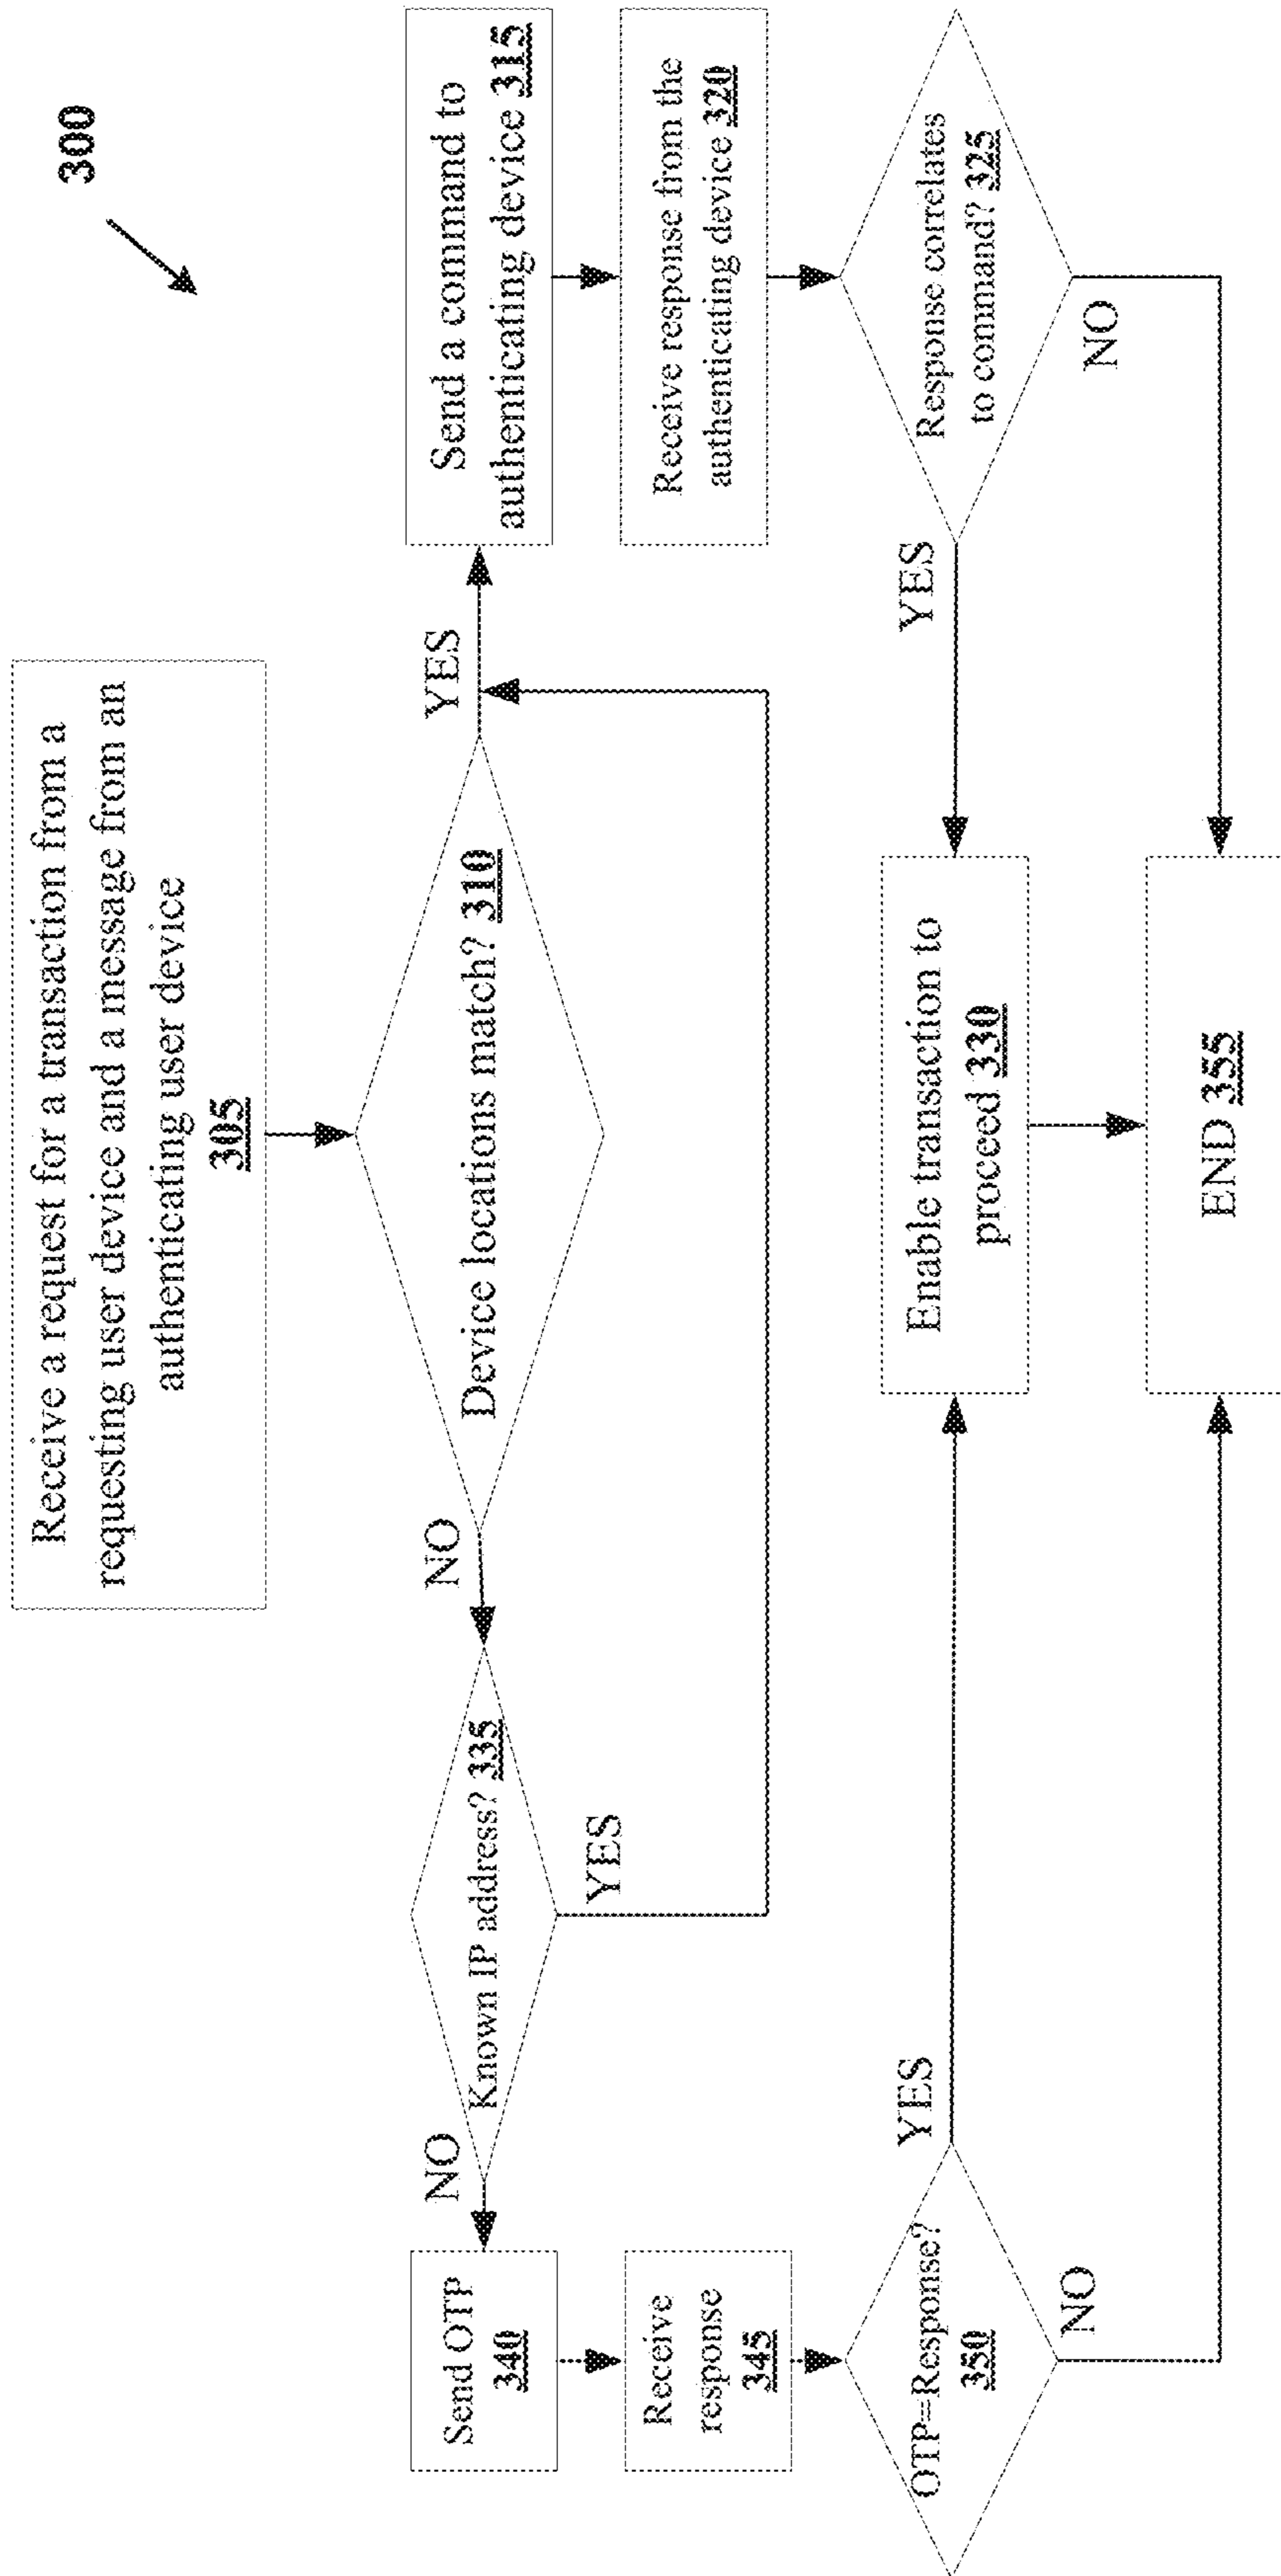 300
Receive a request for a transaction from a
requesting user device and a message from an
authenticating user device
305
Device locations match? 310
YES
NO
Send a command to
authenticating device 315
Receive response from the
authenticating device 320
Response correlates
to command? 325
YES
NO
Known IP address? 335
YES
NO
Send OTP
340
Receive
response
345
OTP=Response?
350
YES
NO
Enable transaction to
proceed 330
END 355